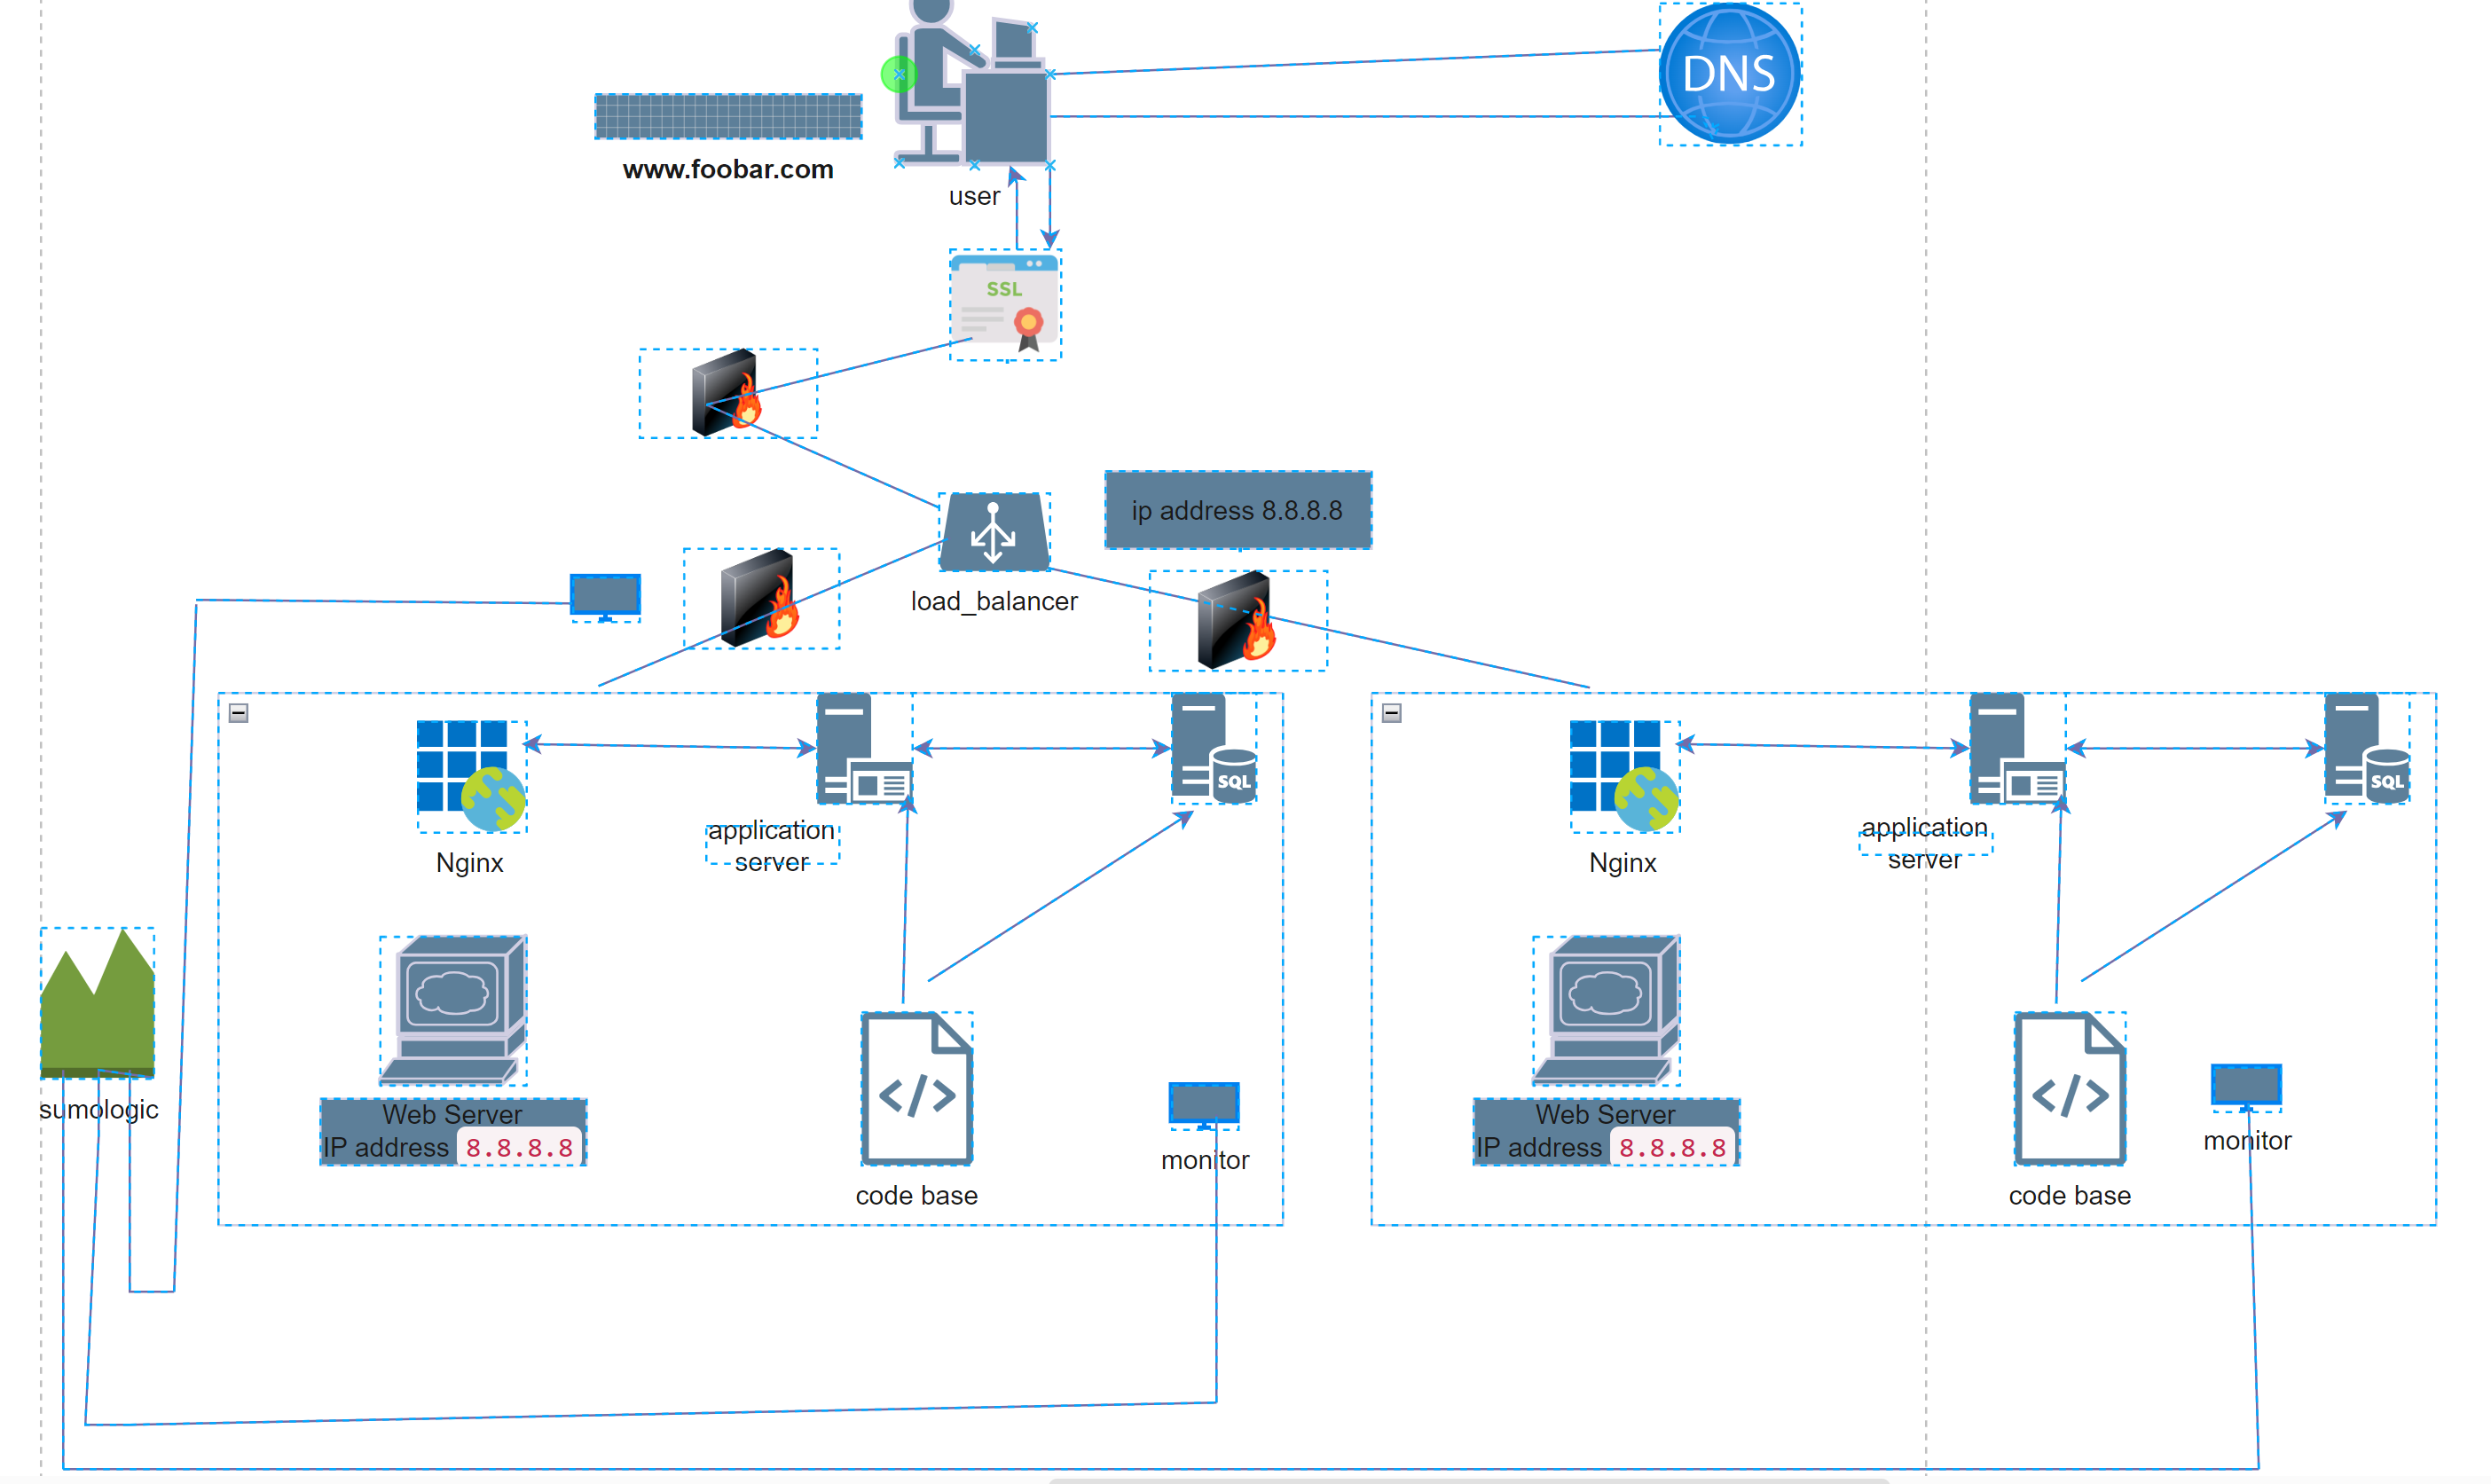 DNS
www.foobar.com
user
SSL
ip address 8.8.8.8
load_balancer
SQL
application
server
Nginx
Web Server
IP address 8.8.8.8
code base
monitor
SQL
application
server
Nginx
Web Server
IP address 8.8.8.8
code base
monitor
sumologic